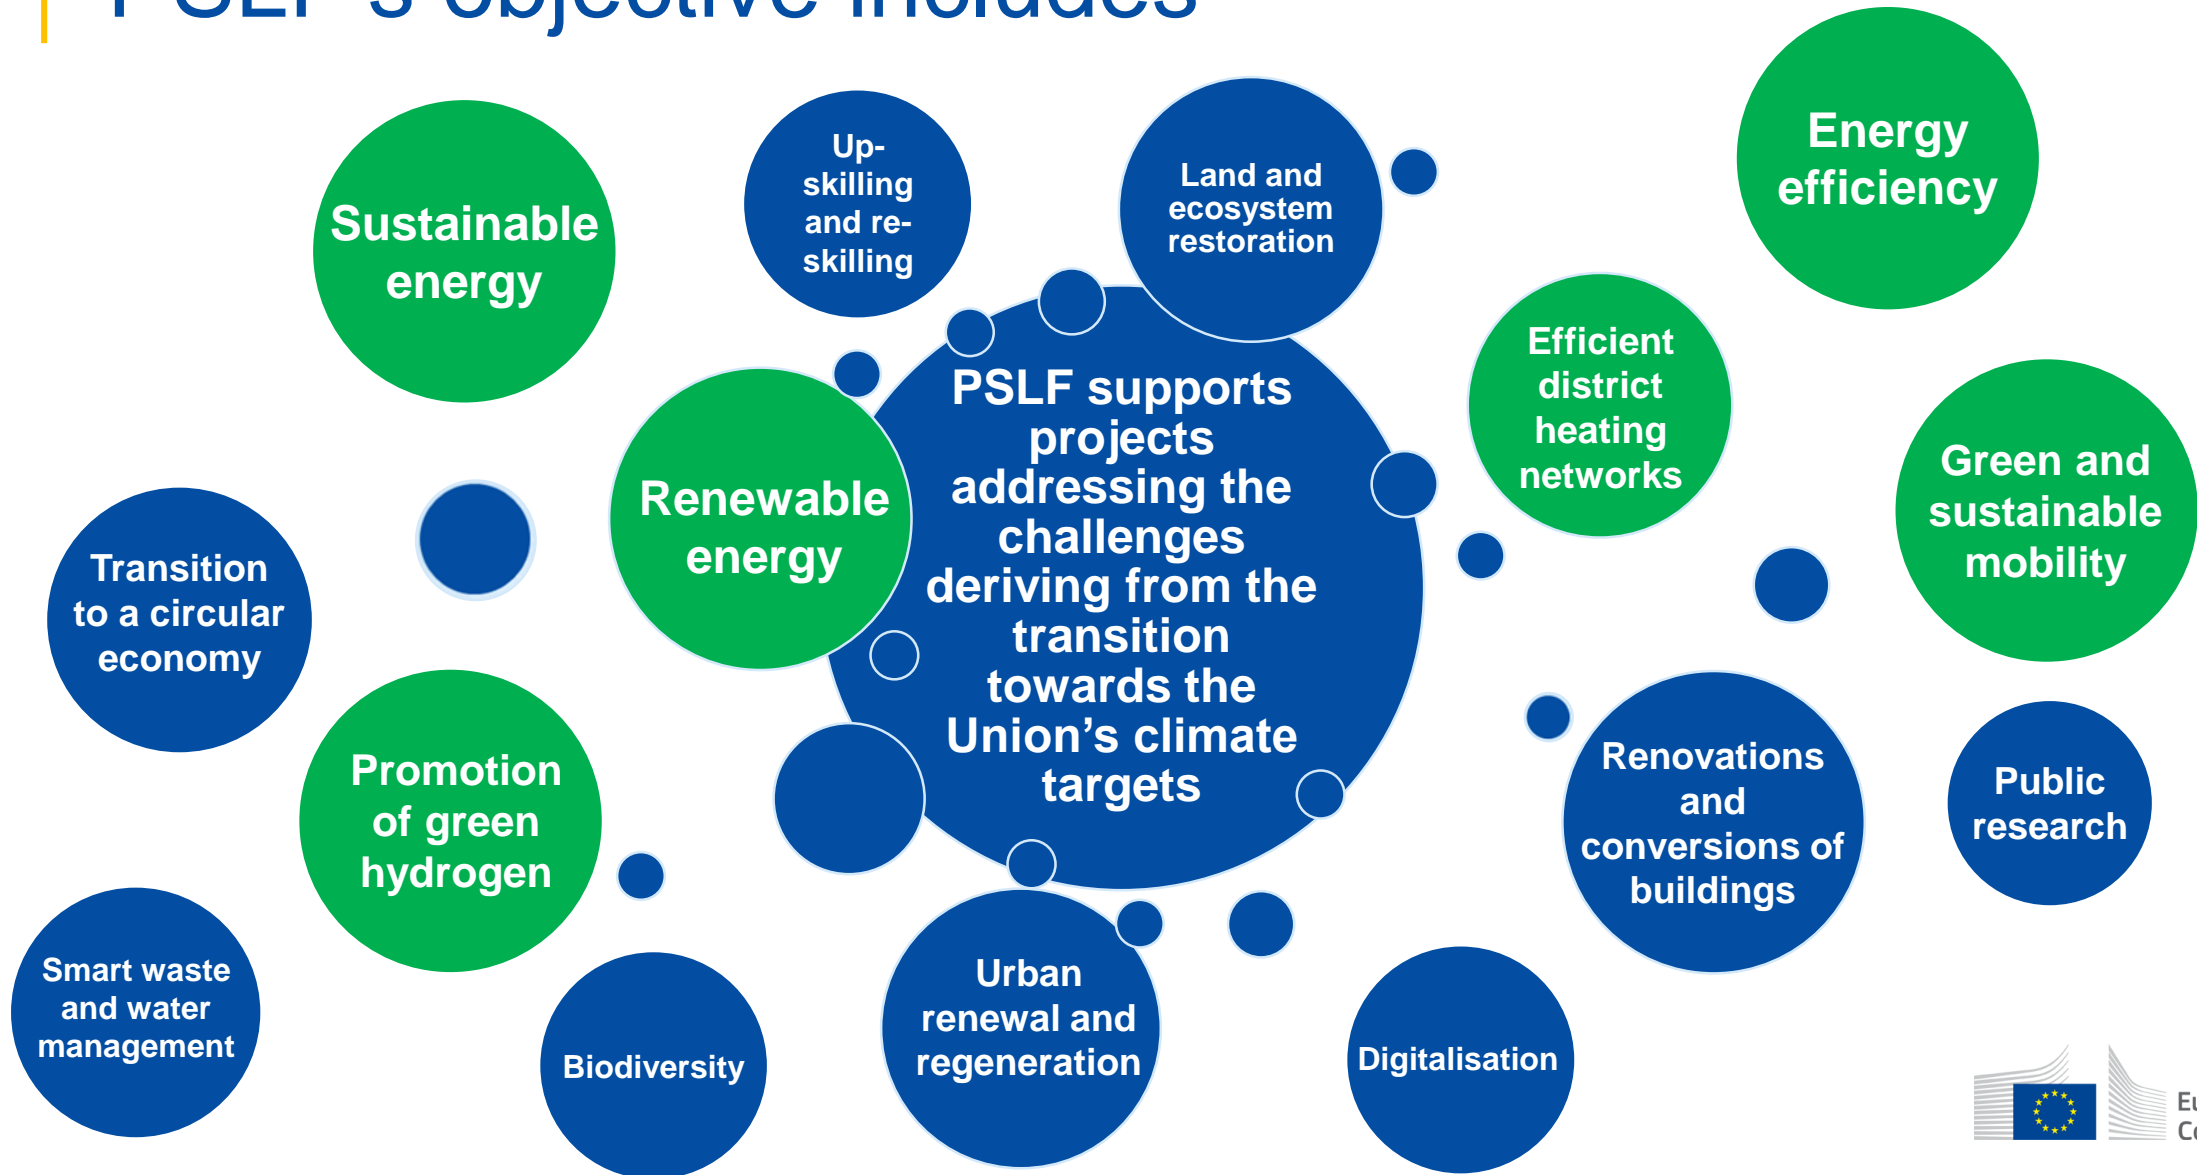 PSLF's objective includes
Sustainable
energy
Up-
skilling
and re-
skilling
Land and
ecosystem
restoration
Energy
efficiency
Efficient
district
heating
networks
Green and
sustainable
mobility
Renewable
energy
PSLF supports
projects
addressing the
challenges
deriving from the
transition
towards the
Union’s climate
targets
Transition
to a circular
economy
Promotion
of green
hydrogen
Renovations
and
conversions of
buildings
Public
research
Smart waste
and water
management
Biodiversity
Urban
renewal and
regeneration
Digitalisation